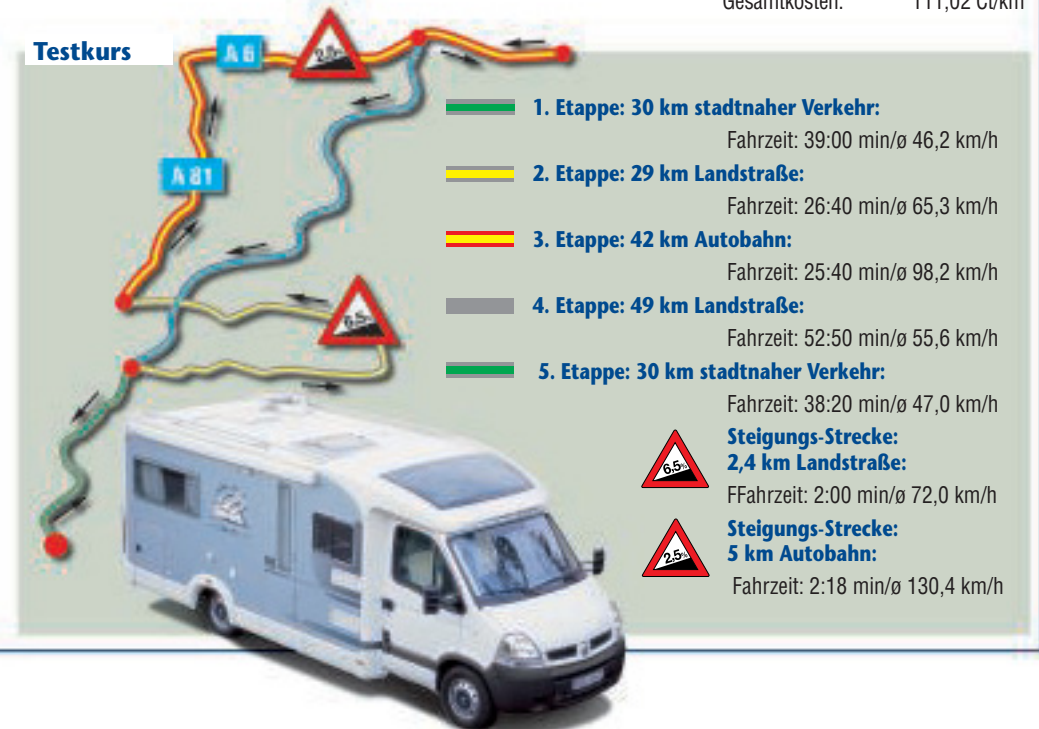 Gesamtkosten: 111,02 Ct/km
Testkurs
A 6
A 81
6,5%
1. Etappe: 30 km stadtnaher Verkehr:
Fahrzeit: 39:00 min/ø 46,2 km/h
2. Etappe: 29 km Landstraße:
Fahrzeit: 26:40 min/ø 65,3 km/h
3. Etappe: 42 km Autobahn:
Fahrzeit: 25:40 min/ø 98,2 km/h
4. Etappe: 49 km Landstraße:
Fahrzeit: 52:50 min/ø 55,6 km/h
5. Etappe: 30 km stadtnaher Verkehr:
Fahrzeit: 38:20 min/ø 47,0 km/h
6,5%
Steigungs-Strecke:
2,4 km Landstraße:
FFahrzeit: 2:00 min/ø 72,0 km/h
2,5%
Steigungs-Strecke:
5 km Autobahn:
Fahrzeit: 2:18 min/ø 130,4 km/h